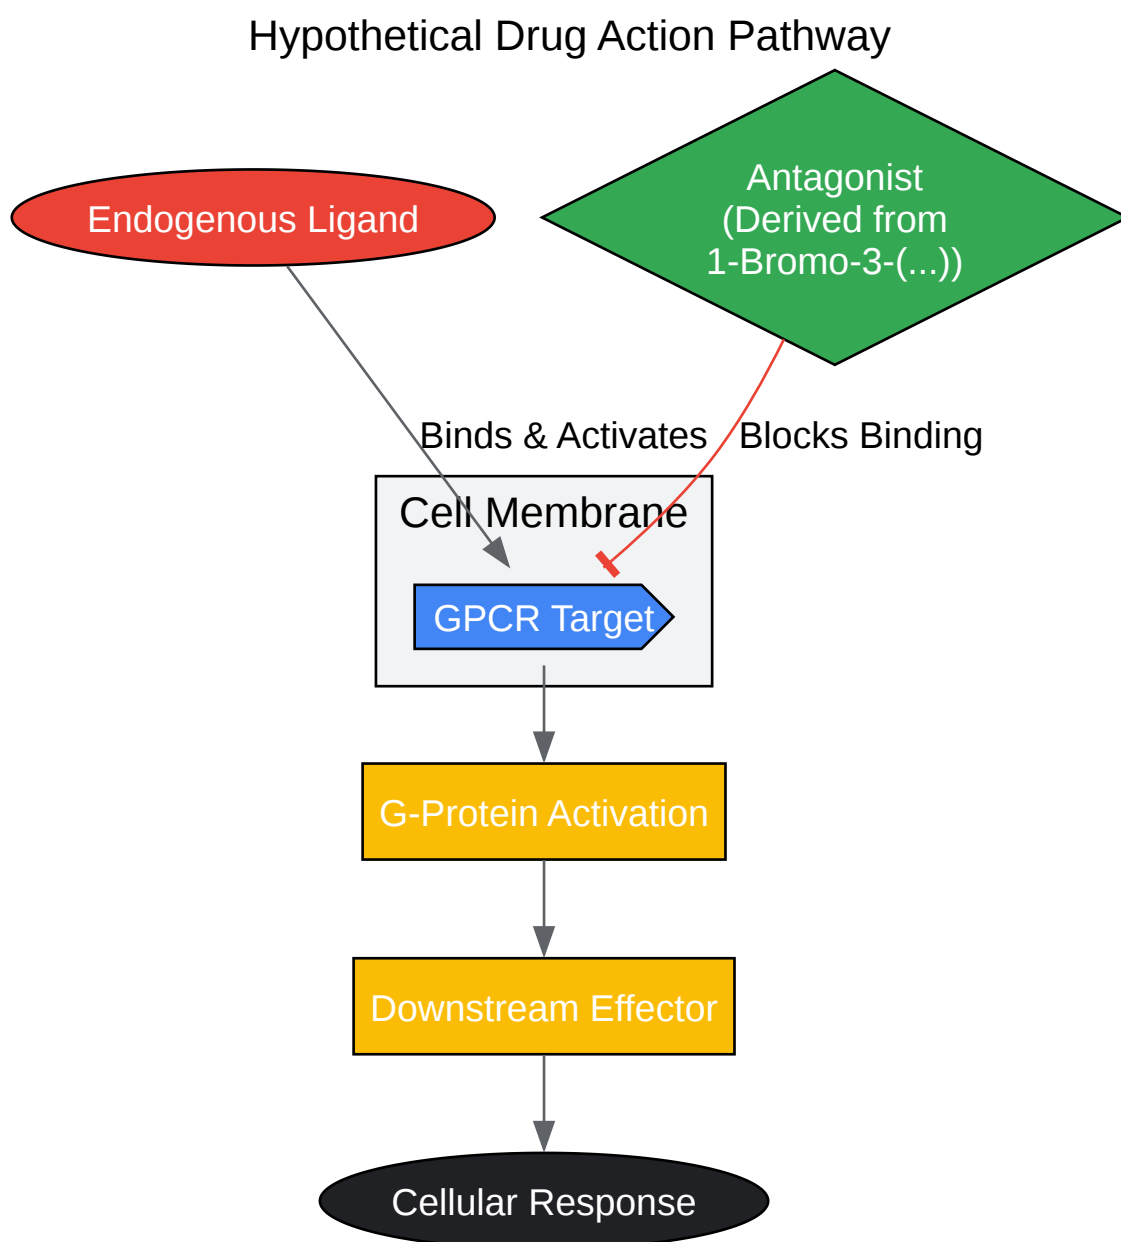 Hypothetical Drug Action Pathway
Endogenous Ligand
Antagonist
(Derived from
1-Bromo-3-(...))
Binds & Activates
Blocks Binding
Cell Membrane
GPCR Target
G-Protein Activation
Downstream Effector
Cellular Response